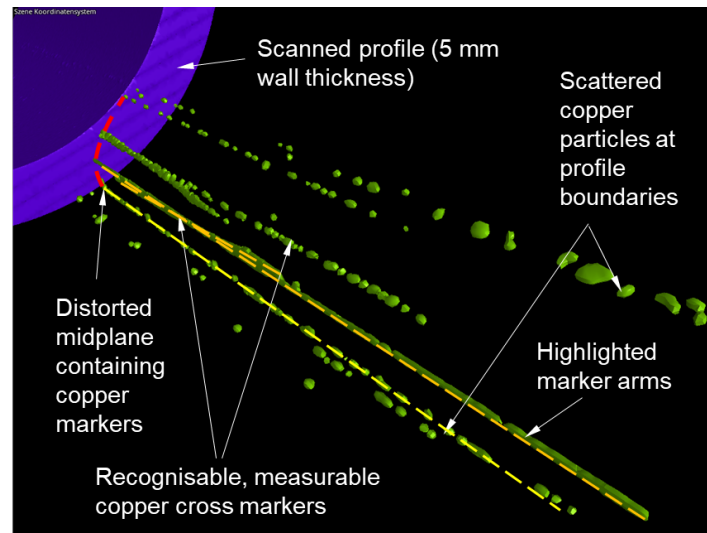 Szene Koordinatensystem
Scanned profile (5 mm
wall thickness)
Scattered
copper
particles at
profile
boundaries
Distorted
midplane
containing
copper
markers
Highlighted
marker arms
Recognisable, measurable
copper cross markers